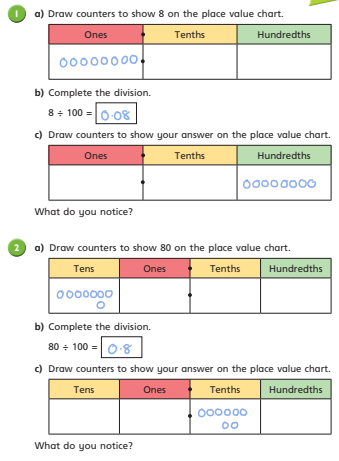 1 a) Draw counters to show 8 on the place value chart.
Ones Tenths Hundredths
b) Complete the division.
8 ÷ 100 = 0·08
c) Draw counters to show your answer on the place value chart.
Ones Tenths Hundredths
What do you notice?
2 a) Draw counters to show 80 on the place value chart.
Tens Ones Tenths Hundredths
b) Complete the division.
80 ÷ 100 = 0·8
c) Draw counters to show your answer on the place value chart.
Tens Ones Tenths Hundredths
What do you notice?